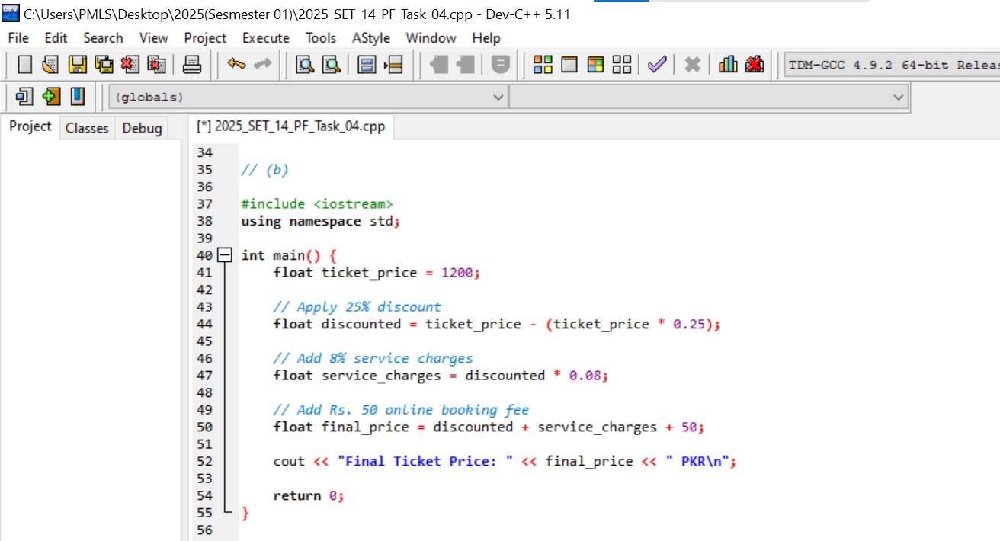 C:\Users\PMLS\Desktop\2025(Sesmester 01)\2025_SET_14_PF_Task_04.cpp - Dev-C++ 5.11
File Edit Search View Project Execute Tools AStyle Window Help
TDM-GCC 4.9.2 64-bit Releas
(globals)
Project Classes Debug [*] 2025_SET_14_PF_Task_04.cpp
34
35 // (b)
36
37 #include <iostream>
38 using namespace std;
39
40 int main() {
41 float ticket_price = 1200;
42
43 // Apply 25% discount
44 float discounted = ticket_price - (ticket_price * 0.25);
45
46 // Add 8% service charges
47 float service_charges = discounted * 0.08;
48
49 // Add Rs. 50 online booking fee
50 float final_price = discounted + service_charges + 50;
51
52 cout << "Final Ticket Price: " << final_price << " PKR\n";
53
54 return 0;
55 }
56